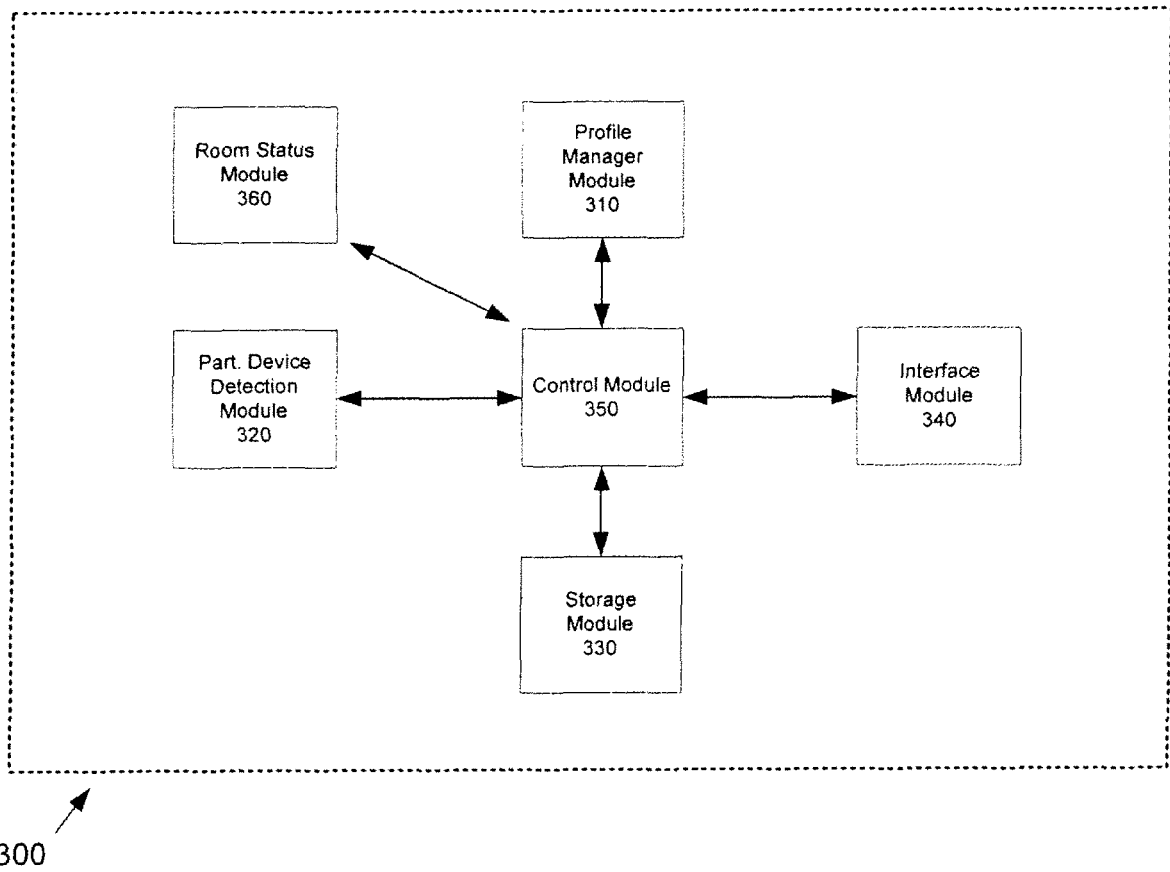 Room Status
Module
360
Profile
Manager
Module
310
Part. Device
Detection
Module
320
Control Module
350
Interface
Module
340
Storage
Module
330
300